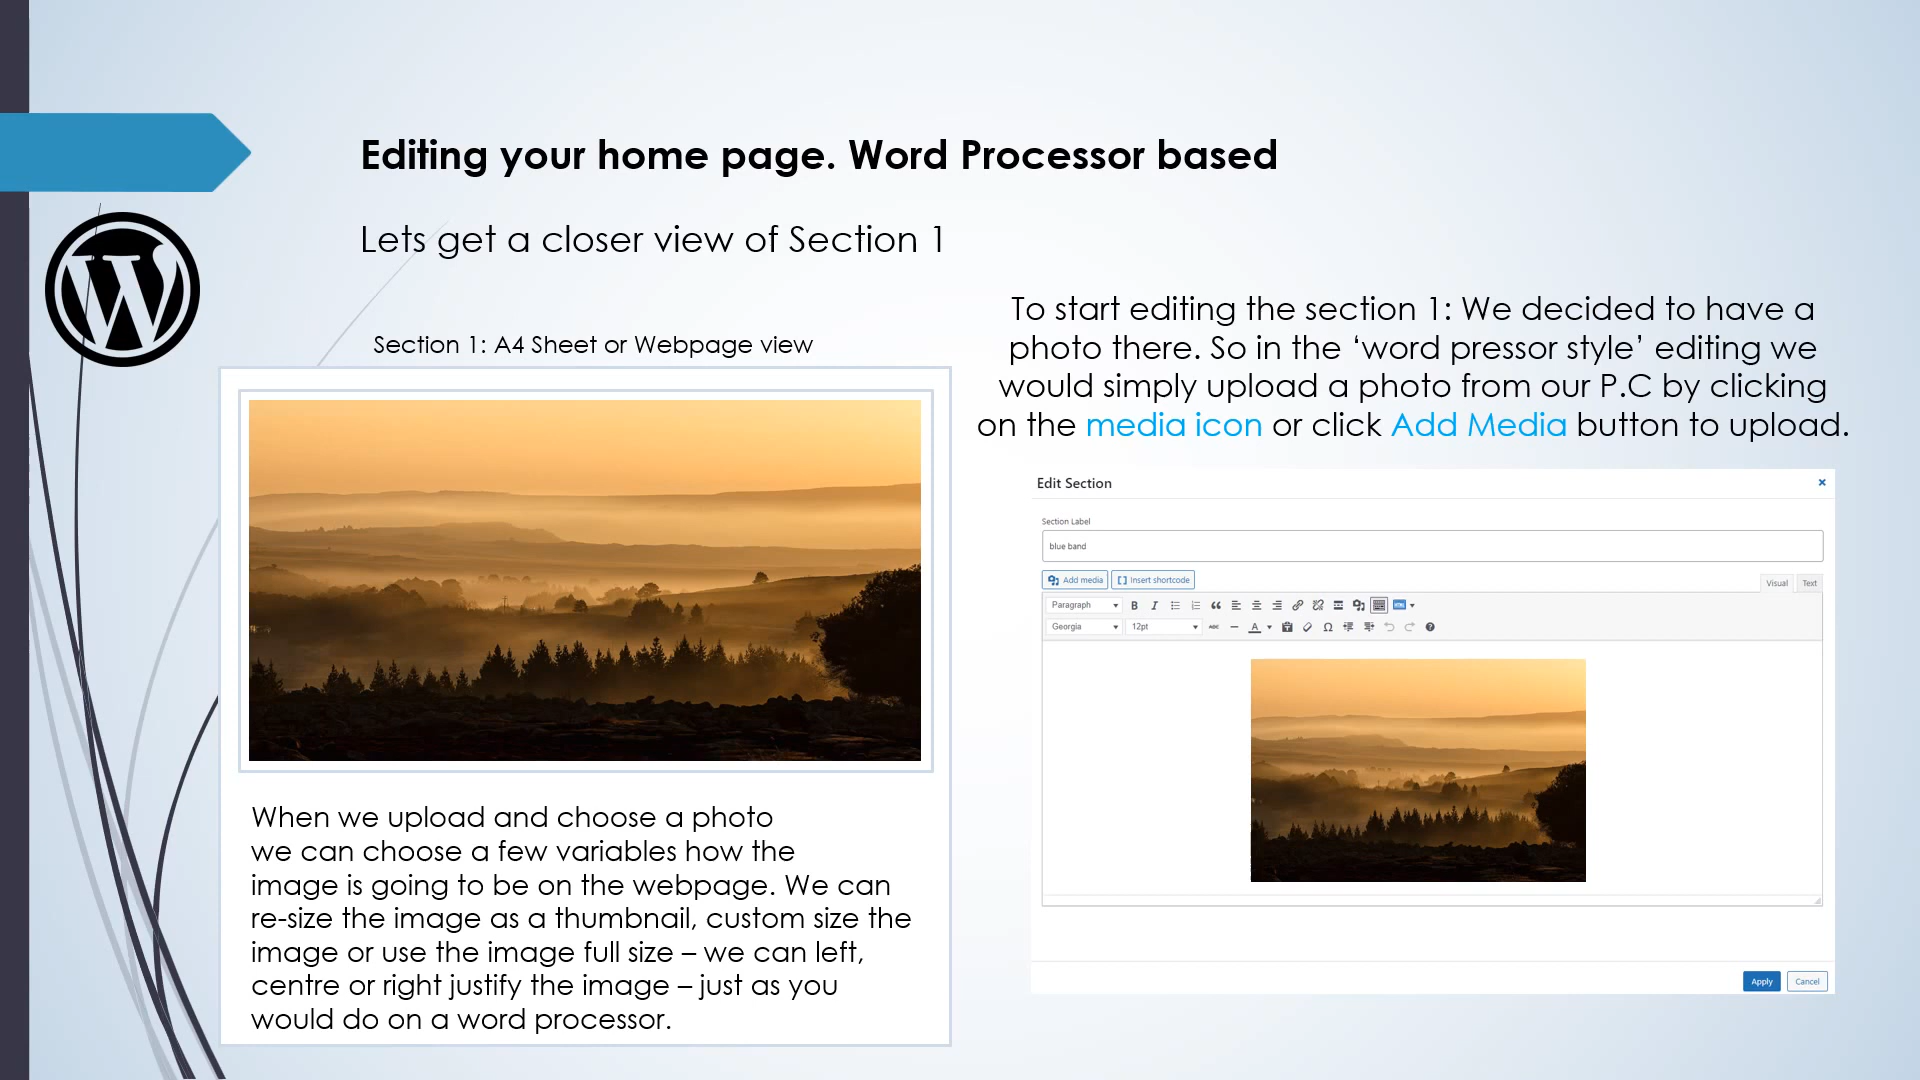 Editing your home page. Word Processor based
Lets get a closer view of Section 1
Section 1: A4 Sheet or Webpage view
When we upload and choose a photo
we can choose a few variables how the
image is going to be on the webpage. We can
re-size the image as a thumbnail, custom size the
image or use the image full size – we can left,
centre or right justify the image – just as you
would do on a word processor.
To start editing the section 1: We decided to have a
photo there. So in the ‘word pressor style’ editing we
would simply upload a photo from our P.C by clicking
on the media icon or click Add Media button to upload.
Edit Section
Section Label
blue band
Add media
Insert shortcode
Visual
Text
Paragraph
Georgia
12pt
Apply
Cancel